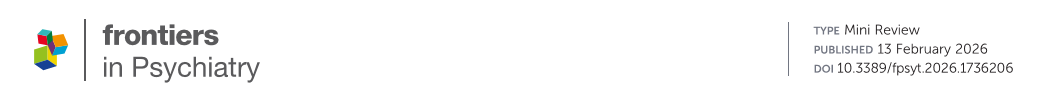 frontiers
in Psychiatry
TYPE Mini Review
PUBLISHED 13 February 2026
DOI 10.3389/fpsyt.2026.1736206